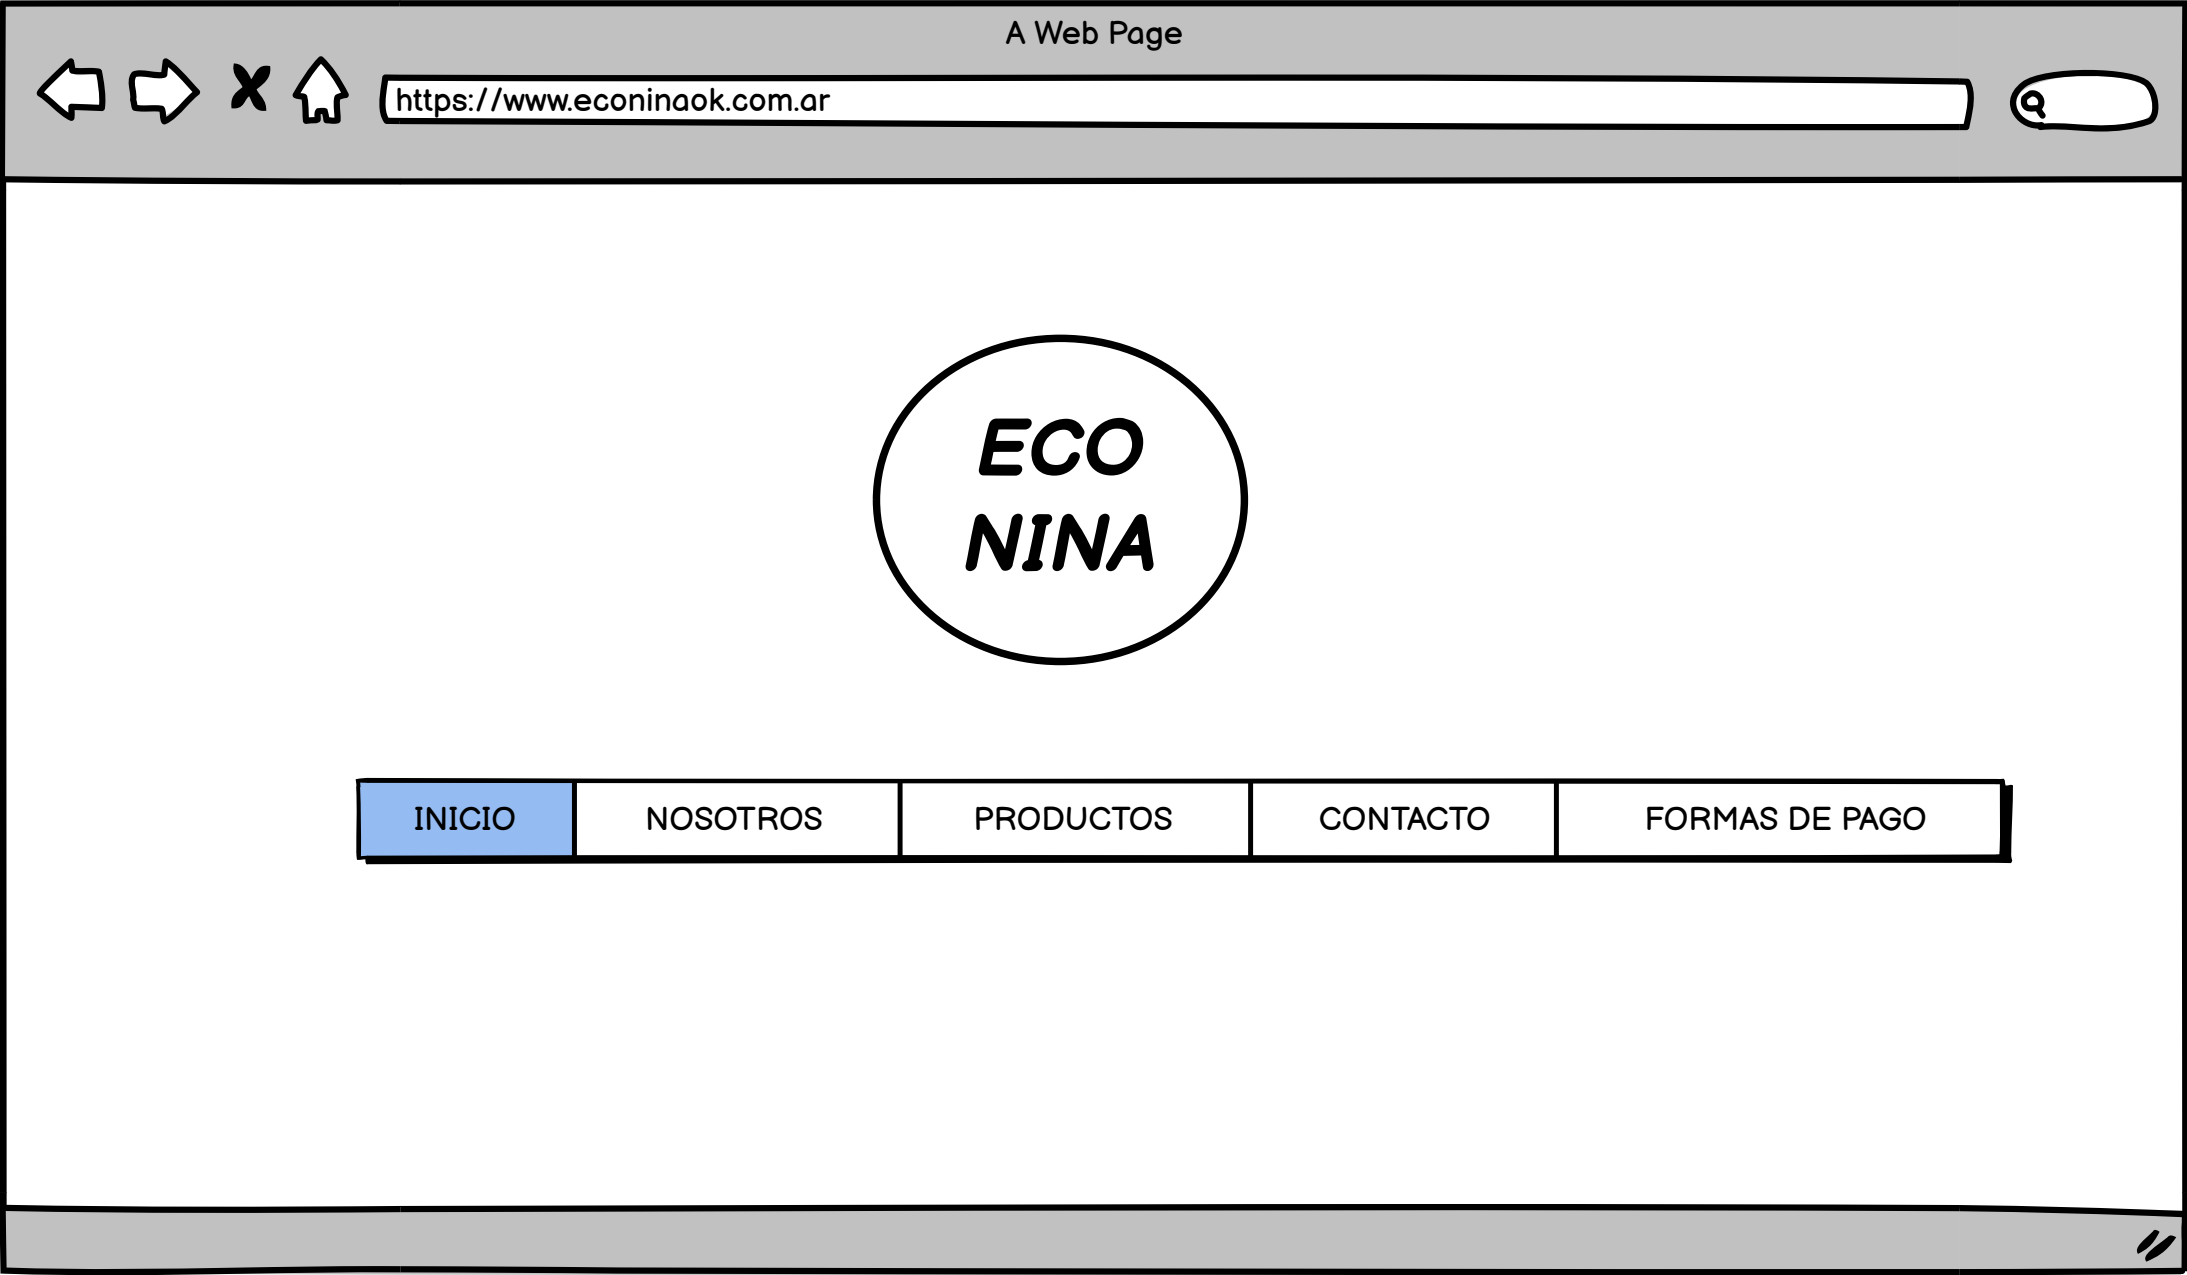 A Web Page
https://www.econinaok.com.ar
ECO
NINA
INICIO NOSOTROS PRODUCTOS CONTACTO FORMAS DE PAGO